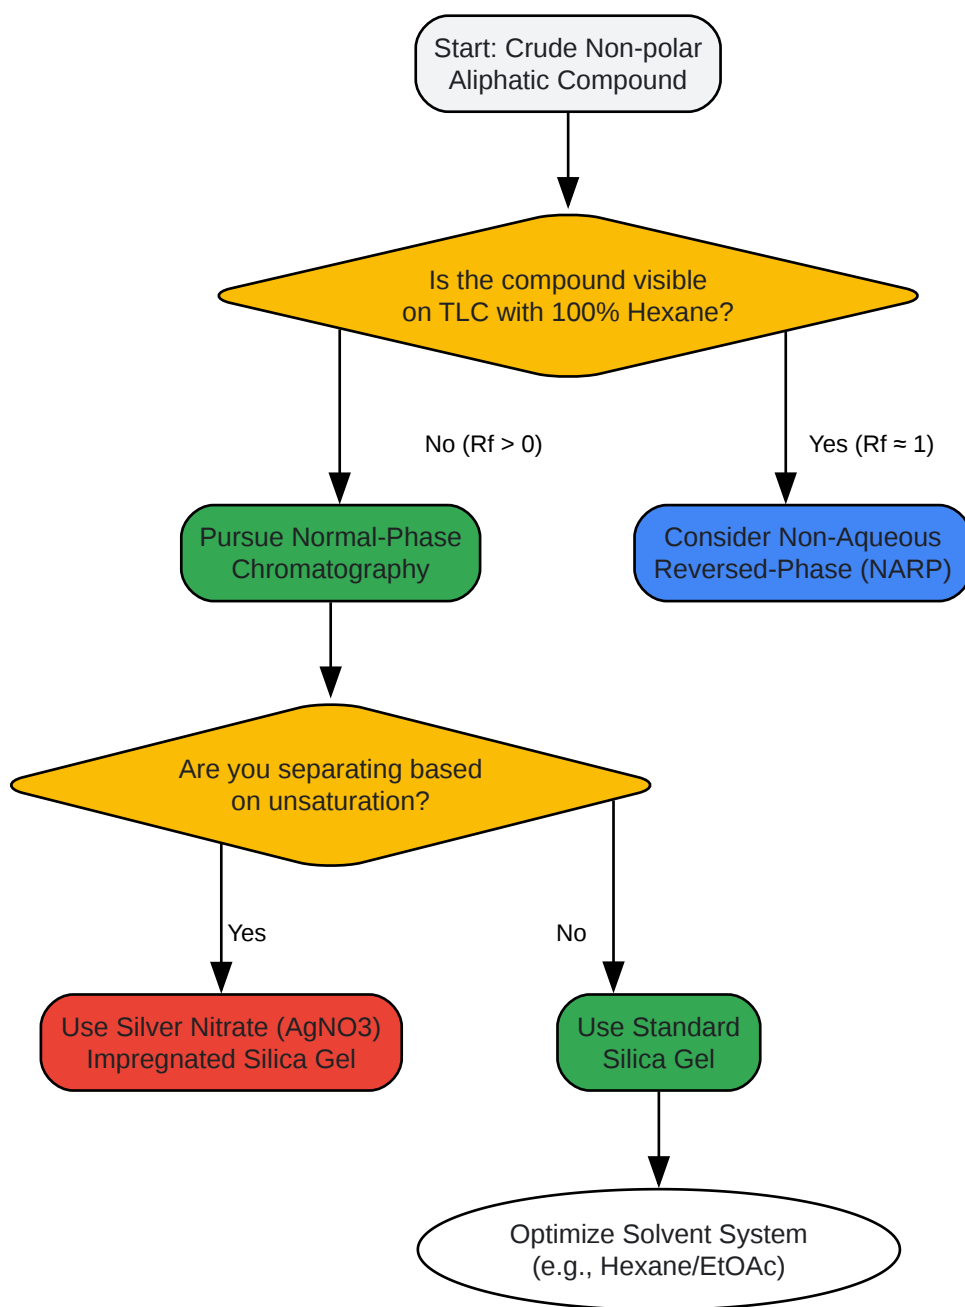 Start: Crude Non-polar
Aliphatic Compound
Is the compound visible
on TLC with 100% Hexane?
No (Rf > 0)
Yes (Rf ≈ 1)
Pursue Normal-Phase
Chromatography
Consider Non-Aqueous
Reversed-Phase (NARP)
Are you separating based
on unsaturation?
Yes
No
Use Silver Nitrate (AgNO3)
Impregnated Silica Gel
Use Standard
Silica Gel
Optimize Solvent System
(e.g., Hexane/EtOAc)